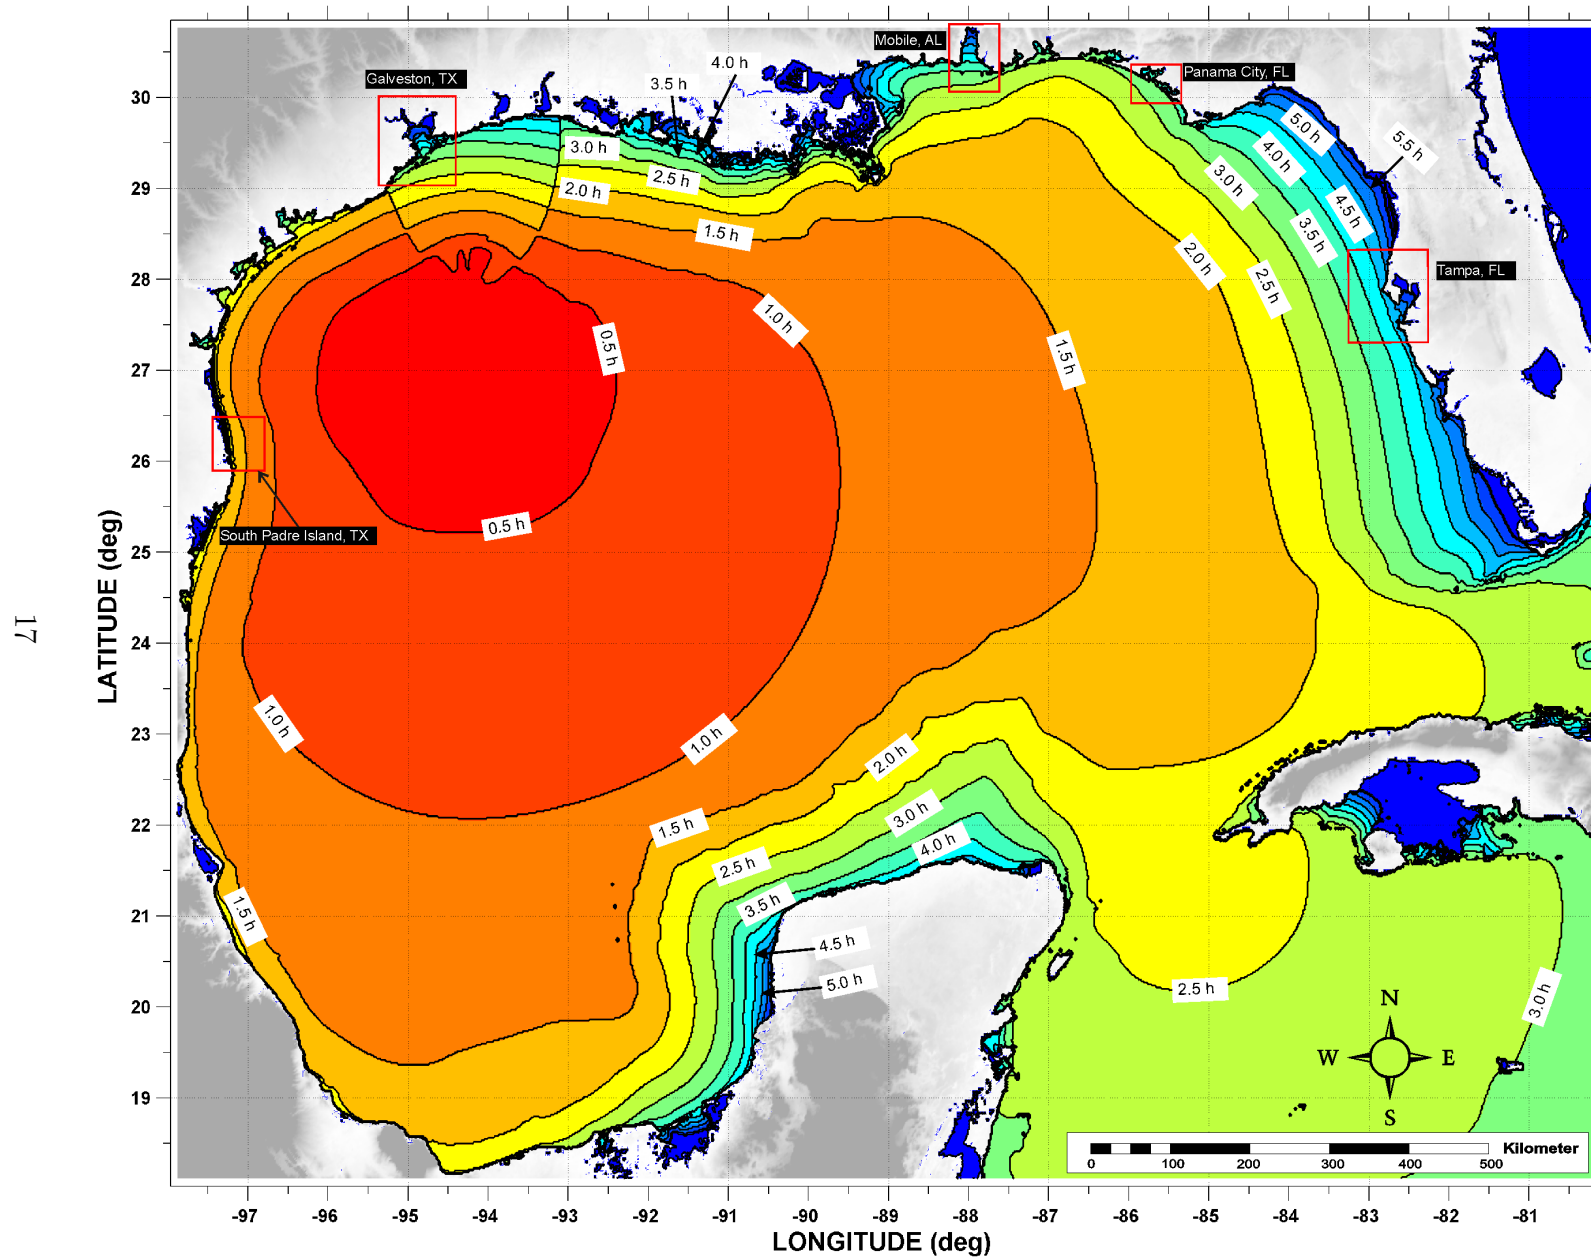 Mobile, AL
Galveston, TX
4.0 h
3.5 h
Panama City, FL
30
5.0 h
5.5 h
3.0 h
4.0 h
2.5 h
3.0 h
29
2.0 h
4.5 h
1.5 h
3.5 h
2.0 h
28
2.5 h
Tampa, FL
1.0 h
0.5 h
1.5 h
27
26
0.5 h
South Padre Island, TX
25
17
LATITUDE (deg)
24
1.0 h
1.0 h
23
2.0 h
3.0 h
1.5 h
22
4.0 h
2.5 h
3.5 h
1.5 h
21
4.5 h
5.0 h
2.5 h
3.0 h
20
N
W
E
S
19
0 100 200 300 400 500 Kilometer
-97 -96 -95 -94 -93 -92 -91 -90 -89 -88 -87 -86 -85 -84 -83 -82 -81
LONGITUDE (deg)